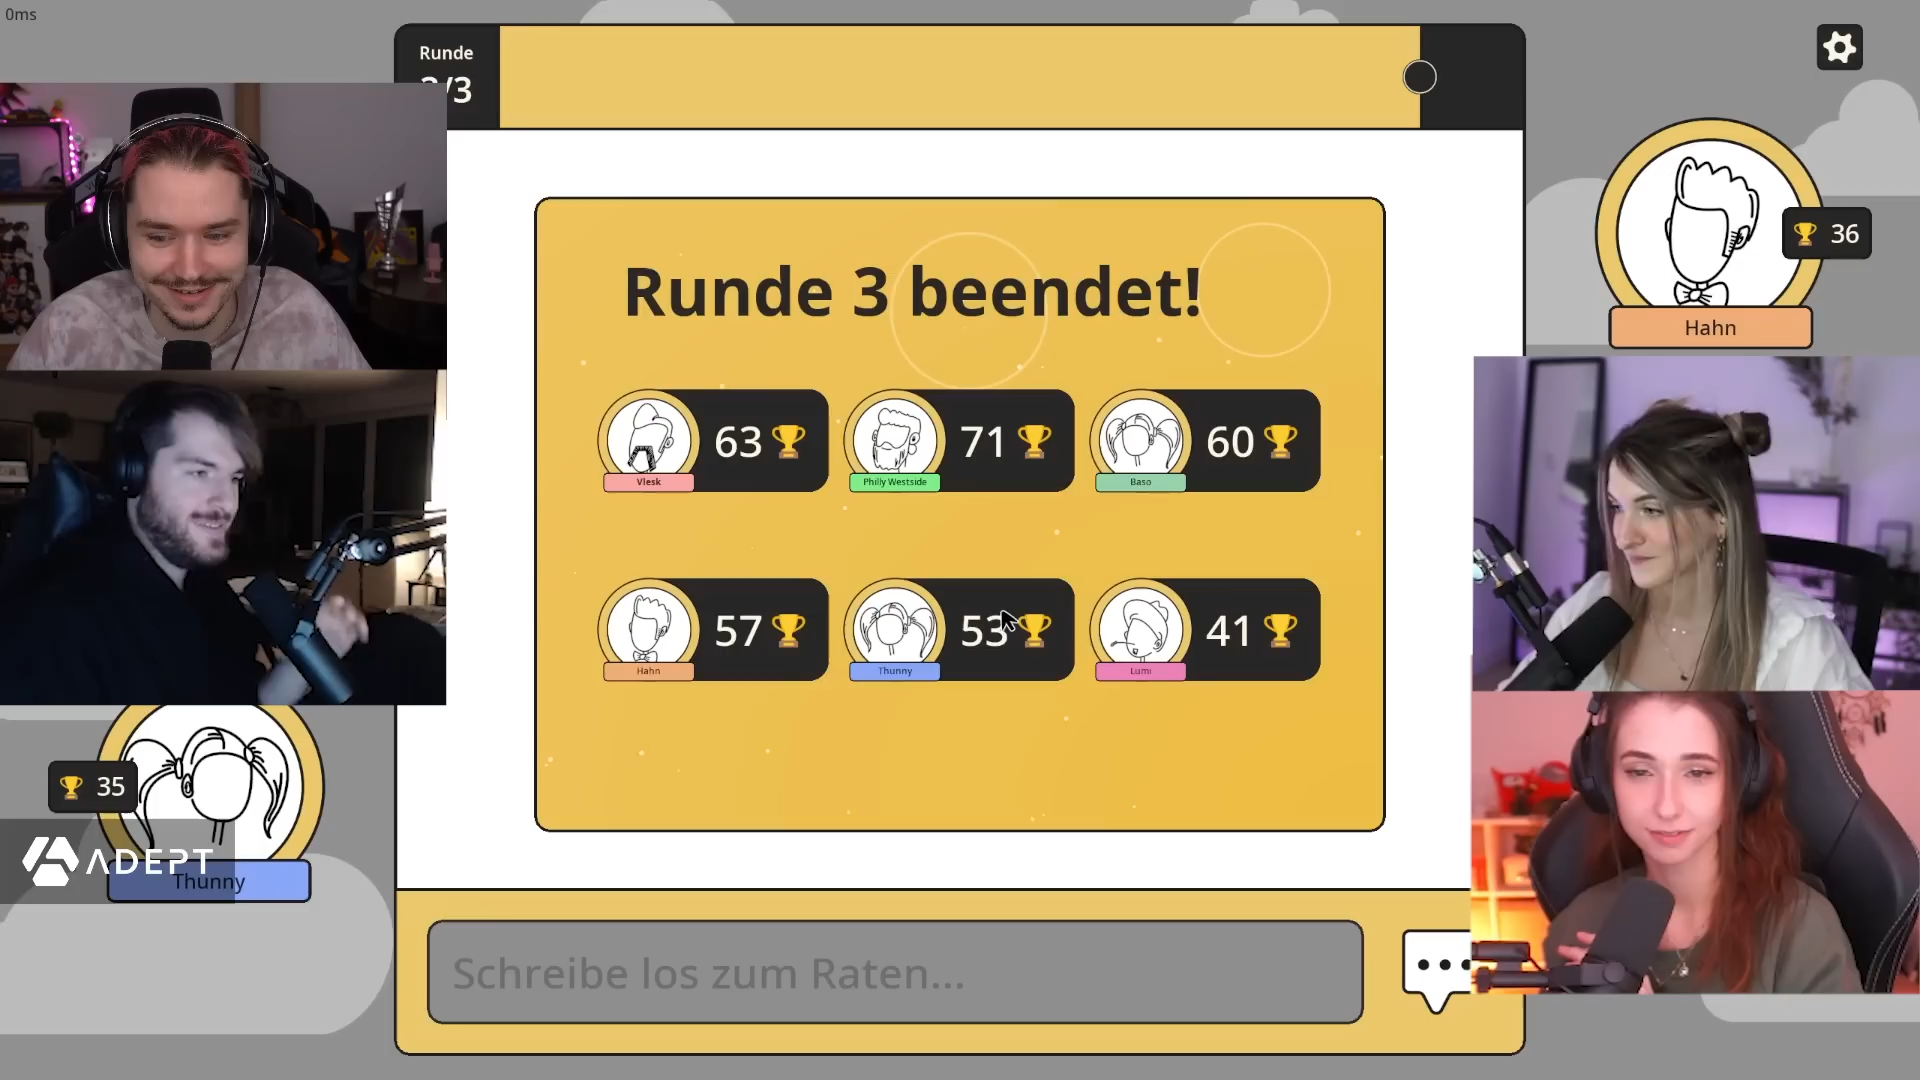 0ms
Runde
/3
36
Hahn
Runde 3 beendet!
63
Vlesk
71
Philly Westside
60
Baso
57
Hahn
53
Thunny
41
Lumi
35
ADEPT
Thunny
Schreibe los zum Raten...